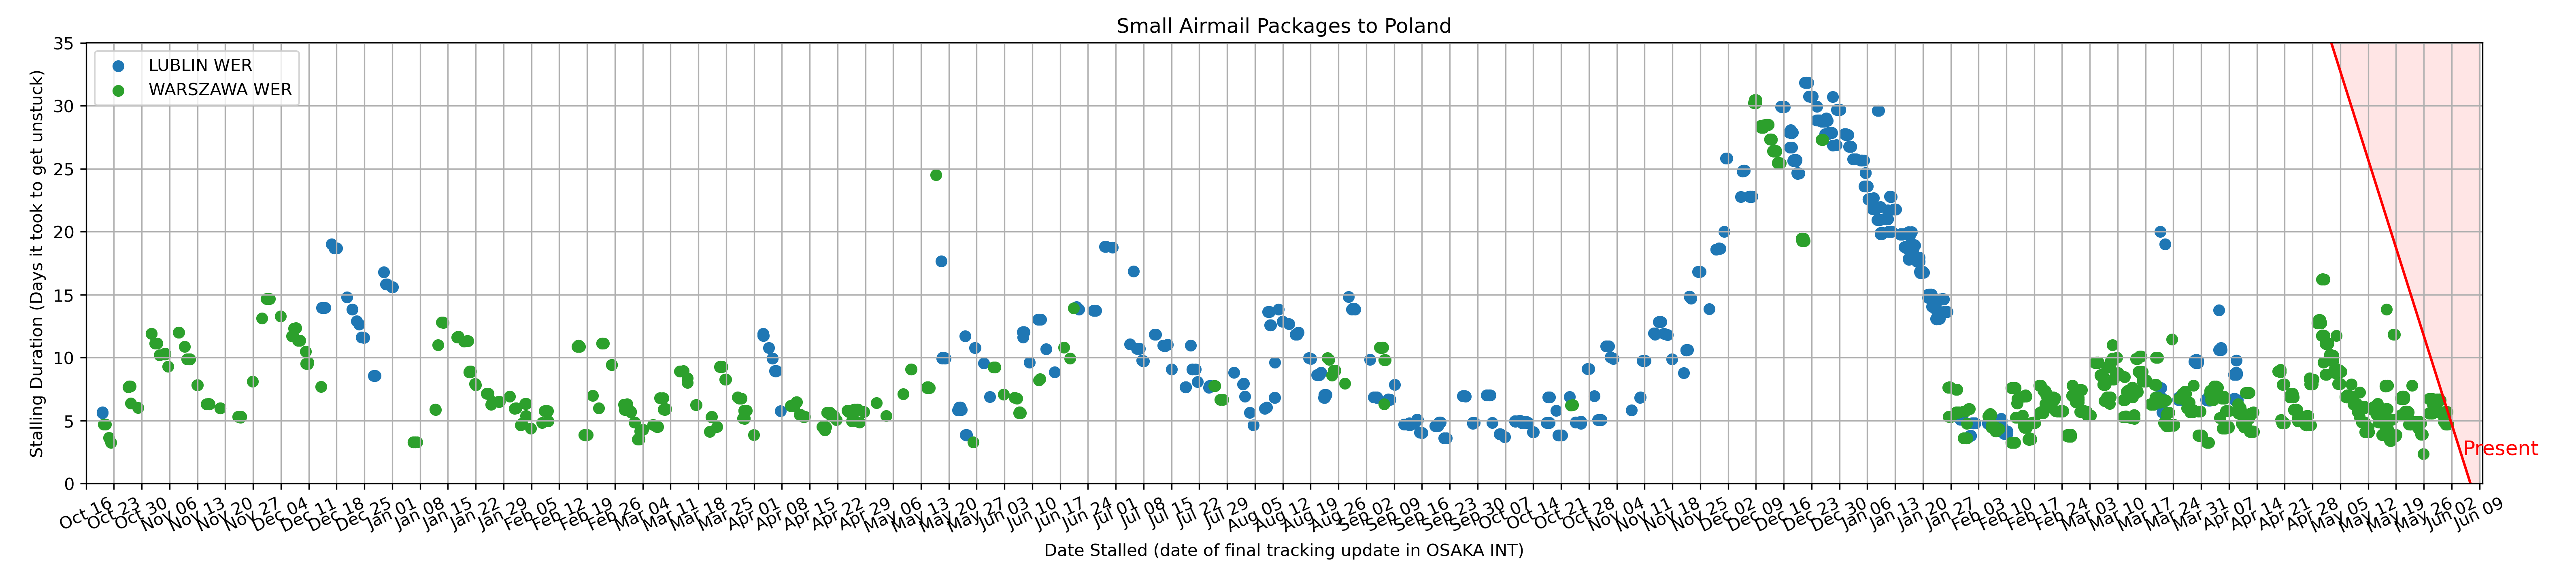 Small Airmail Packages to Poland
LUBLIN WER
WARSZAWA WER
Stalling Duration (Days it took to get unstuck)
35
30
25
20
15
10
5
0
Present
Oct 16 Oct 23 Oct 30 Nov 06 Nov 13 Nov 20 Nov 27 Dec 04 Dec 11 Dec 18 Dec 25 Jan 01 Jan 08 Jan 15 Jan 22 Jan 29 Feb 05 Feb 12 Feb 19 Feb 26 Mar 04 Mar 11 Mar 18 Mar 25 Apr 01 Apr 08 Apr 15 Apr 22 Apr 29 May 06 May 13 May 20 May 27 Jun 03 Jun 10 Jun 17 Jun 24 Jul 01 Jul 08 Jul 15 Jul 22 Jul 29 Aug 05 Aug 12 Aug 19 Aug 26 Sep 02 Sep 09 Sep 16 Sep 23 Sep 30 Oct 07 Oct 14 Oct 21 Oct 28 Nov 04 Nov 11 Nov 18 Nov 25 Dec 02 Dec 09 Dec 16 Dec 23 Dec 30 Jan 06 Jan 13 Jan 20 Jan 27 Feb 03 Feb 10 Feb 17 Feb 24 Mar 03 Mar 10 Mar 17 Mar 24 Mar 31 Apr 07 Apr 14 Apr 21 Apr 28 May 05 May 12 May 19 May 26 Jun 02 Jun 09
Date Stalled (date of final tracking update in OSAKA INT)